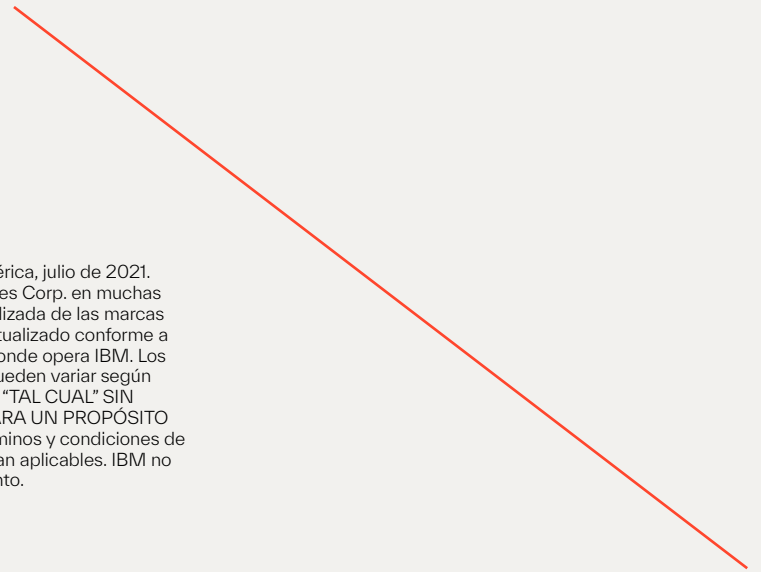 érica, julio de 2021.
es Corp. en muchas
lizada de las marcas
tualizado conforme a
onde opera IBM. Los
ueden variar según
“TAL CUAL” SIN
ARA UN PROPÓSITO
minos y condiciones de
an aplicables. IBM no
nto.